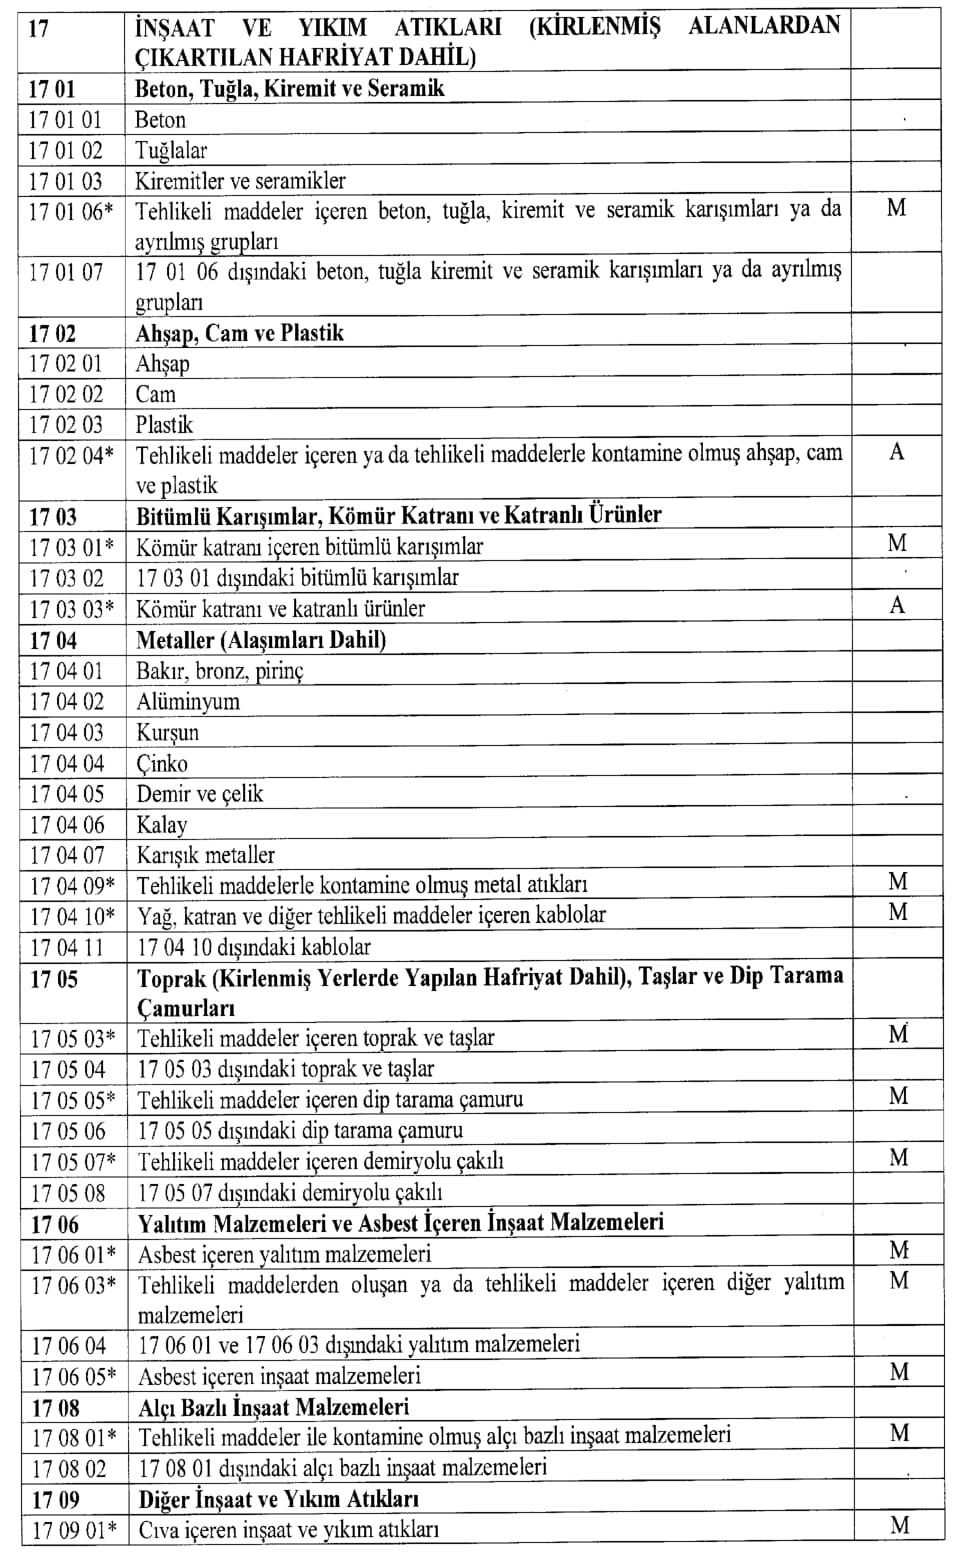 17 İNŞAAT VE YIKIM ATIKLARI (KİRLENMİŞ ALANLARDAN
ÇIKARTILAN HAFRİYAT DAHİL)
17 01 Beton, Tuğla, Kiremit ve Seramik
17 01 01 Beton
17 01 02 Tuğlalar
17 01 03 Kiremitler ve seramikler
17 01 06* Tehlikeli maddeler içeren beton, tuğla, kiremit ve seramik karışımları ya da M
ayrılmış grupları
17 01 07 17 01 06 dışındaki beton, tuğla kiremit ve seramik karışımları ya da ayrılmış
grupları
17 02 Ahşap, Cam ve Plastik
17 02 01 Ahşap
17 02 02 Cam
17 02 03 Plastik
17 02 04* Tehlikeli maddeler içeren ya da tehlikeli maddelerle kontamine olmuş ahşap, cam A
ve plastik
17 03 Bitümlü Karışımlar, Kömür Katranı ve Katranlı Ürünler
17 03 01* Kömür katranı içeren bitümlü karışımlar M
17 03 02 17 03 01 dışındaki bitümlü karışımlar
17 03 03* Kömür katranı ve katranlı ürünler A
17 04 Metaller (Alaşımları Dahil)
17 04 01 Bakır, bronz, pirinç
17 04 02 Alüminyum
17 04 03 Kurşun
17 04 04 Çinko
17 04 05 Demir ve çelik
17 04 06 Kalay
17 04 07 Karışık metaller
17 04 09* Tehlikeli maddelerle kontamine olmuş metal atıkları M
17 04 10* Yağ, katran ve diğer tehlikeli maddeler içeren kablolar M
17 04 11 17 04 10 dışındaki kablolar
17 05 Toprak (Kirlenmiş Yerlerde Yapılan Hafriyat Dahil), Taşlar ve Dip Tarama
Çamurları
17 05 03* Tehlikeli maddeler içeren toprak ve taşlar M
17 05 04 17 05 03 dışındaki toprak ve taşlar
17 05 05* Tehlikeli maddeler içeren dip tarama çamuru M
17 05 06 17 05 05 dışındaki dip tarama çamuru
17 05 07* Tehlikeli maddeler içeren demiryolu çakılı M
17 05 08 17 05 07 dışındaki demiryolu çakılı
17 06 Yalıtım Malzemeleri ve Asbest İçeren İnşaat Malzemeleri
17 06 01* Asbest içeren yalıtım malzemeleri M
17 06 03* Tehlikeli maddelerden oluşan ya da tehlikeli maddeler içeren diğer yalıtım M
malzemeleri
17 06 04 17 06 01 ve 17 06 03 dışındaki yalıtım malzemeleri
17 06 05* Asbest içeren inşaat malzemeleri M
17 08 Alçı Bazlı İnşaat Malzemeleri
17 08 01* Tehlikeli maddeler ile kontamine olmuş alçı bazlı inşaat malzemeleri M
17 08 02 17 08 01 dışındaki alçı bazlı inşaat malzemeleri
17 09 Diğer İnşaat ve Yıkım Atıkları
17 09 01* Cıva içeren inşaat ve yıkım atıkları M